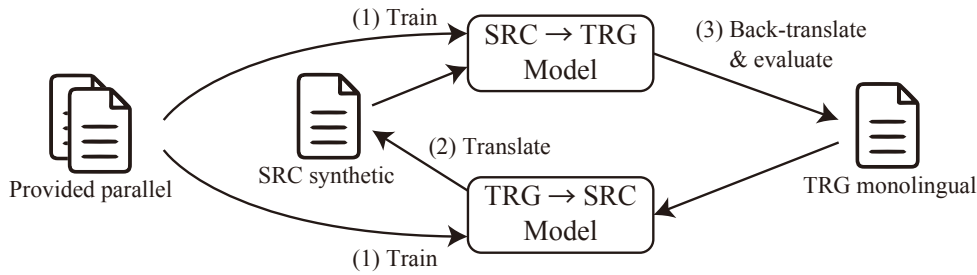 (1) Train
SRC → TRG
Model
(3) Back-translate
& evaluate
Provided parallel
SRC synthetic
(2) Translate
TRG monolingual
TRG → SRC
Model
(1) Train